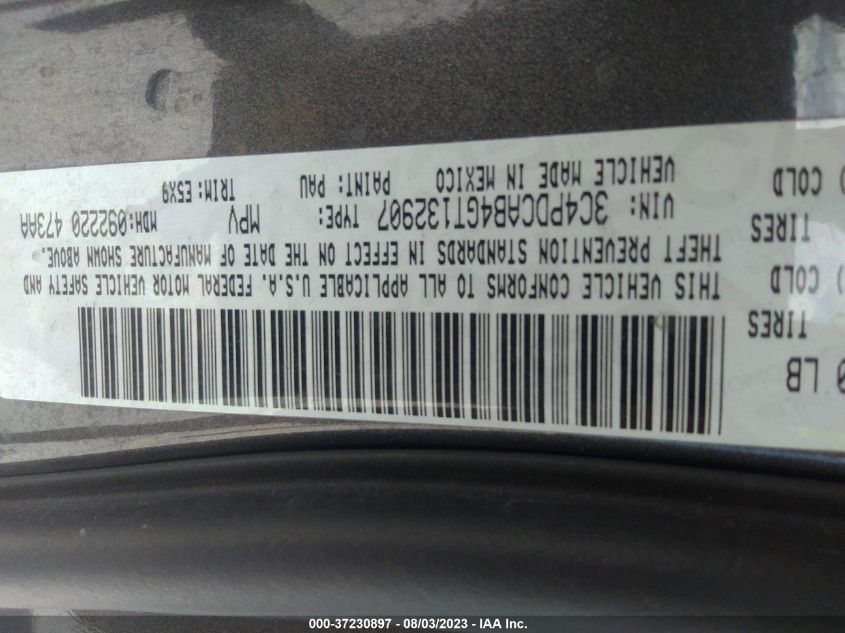 0 LB
TIRES
) COLD
TIRES
) COLD
THIS VEHICLE CONFORMS TO ALL APPLICABLE U.S.A. FEDERAL MOTOR VEHICLE SAFETY AND
THEFT PREVENTION STANDARDS IN EFFECT ON THE DATE OF MANUFACTURE SHOWN ABOVE.
VIN: 3C4PDCAB4GT132907 TYPE: MPV MDH:092220 473AA
VEHICLE MADE IN MEXICO PAINT: PAU TRIM: E5X9
000-37230897 - 08/03/2023 - IAA Inc.